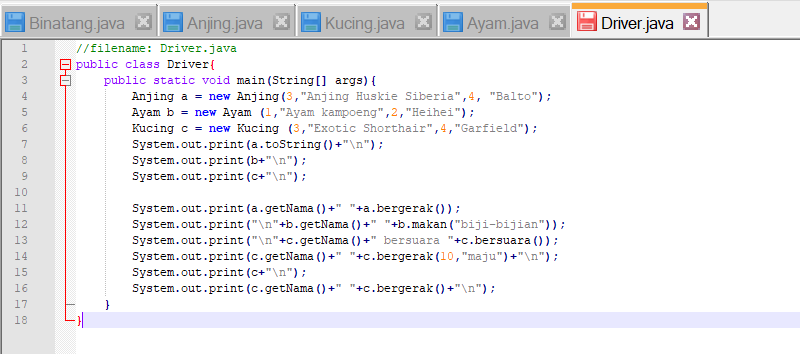 Binatang.java Anjing.java Kucing.java Ayam.java Driver.java
1 //filename: Driver.java
2 public class Driver{
3 public static void main(String[] args){
4 Anjing a = new Anjing(3,"Anjing Huskie Siberia",4, "Balto");
5 Ayam b = new Ayam (1,"Ayam kampoeng",2,"Heihei");
6 Kucing c = new Kucing (3,"Exotic Shorthair",4,"Garfield");
7 System.out.print(a.toString()+"\n");
8 System.out.print(b+"\n");
9 System.out.print(c+"\n");
10
11 System.out.print(a.getNama()+" "+a.bergerak());
12 System.out.print("\n"+b.getNama()+" "+b.makan("biji-bijian"));
13 System.out.print("\n"+c.getNama()+" bersuara "+c.bersuara());
14 System.out.print(c.getNama()+" "+c.bergerak(10,"maju")+"\n");
15 System.out.print(c+"\n");
16 System.out.print(c.getNama()+" "+c.bergerak()+"\n");
17 }
18 }